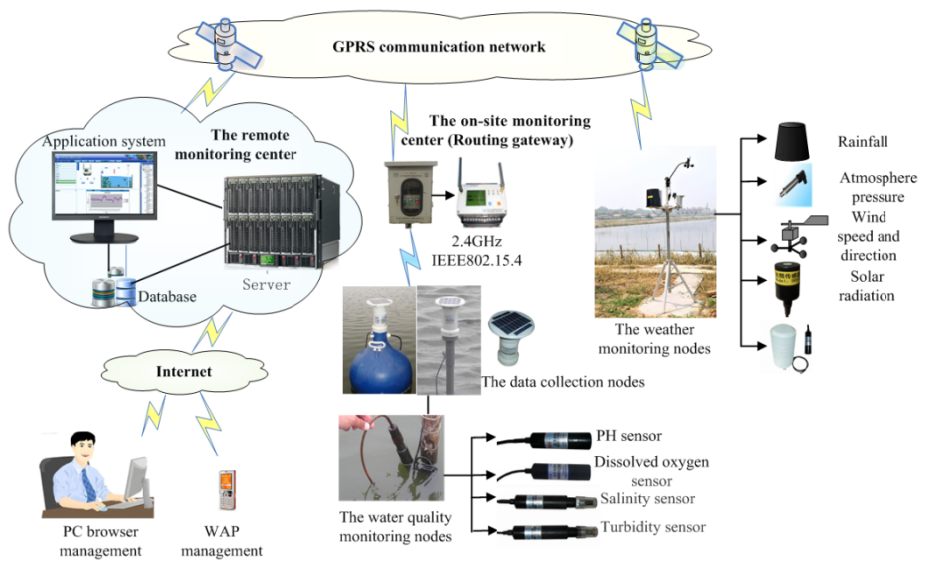 GPRS communication network
The on-site monitoring
center (Routing gateway)
Application system
The remote
monitoring center
Server
Database
2.4GHz
IEEE802.15.4
Rainfall
Atmosphere
pressure
Wind
speed and
direction
Solar
radiation
The weather
monitoring nodes
Internet
The data collection nodes
PH sensor
Dissolved oxygen
sensor
Salinity sensor
Turbidity sensor
The water quality
monitoring nodes
PC browser
management
WAP
management